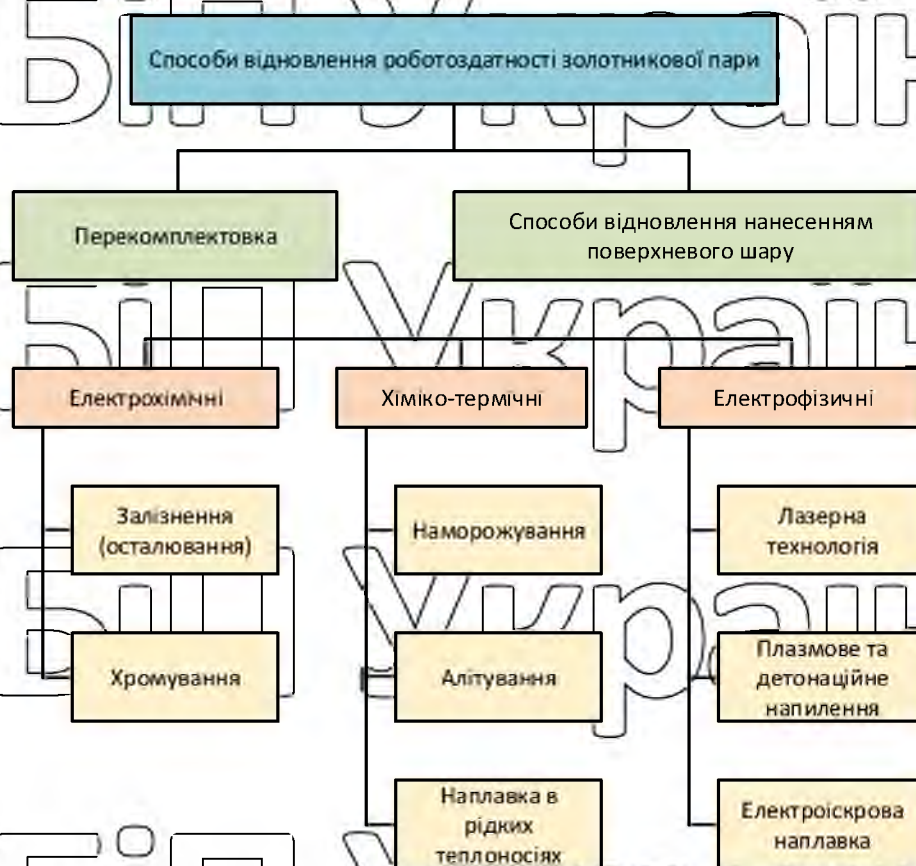 Способи відновлення роботоздатності золотникової пари
Перекомплектовка
Способи відновлення нанесенням
поверхневого шару
Електрохімічні
Хіміко-термічні
Електрофізичні
Залізнення
(осталювання)
Наморожування
Лазерна
технологія
Хромування
Алітування
Плазмове та
детонаційне
напилення
Наплавка в
рідких
теплоносіях
Електроіскрова
наплавка